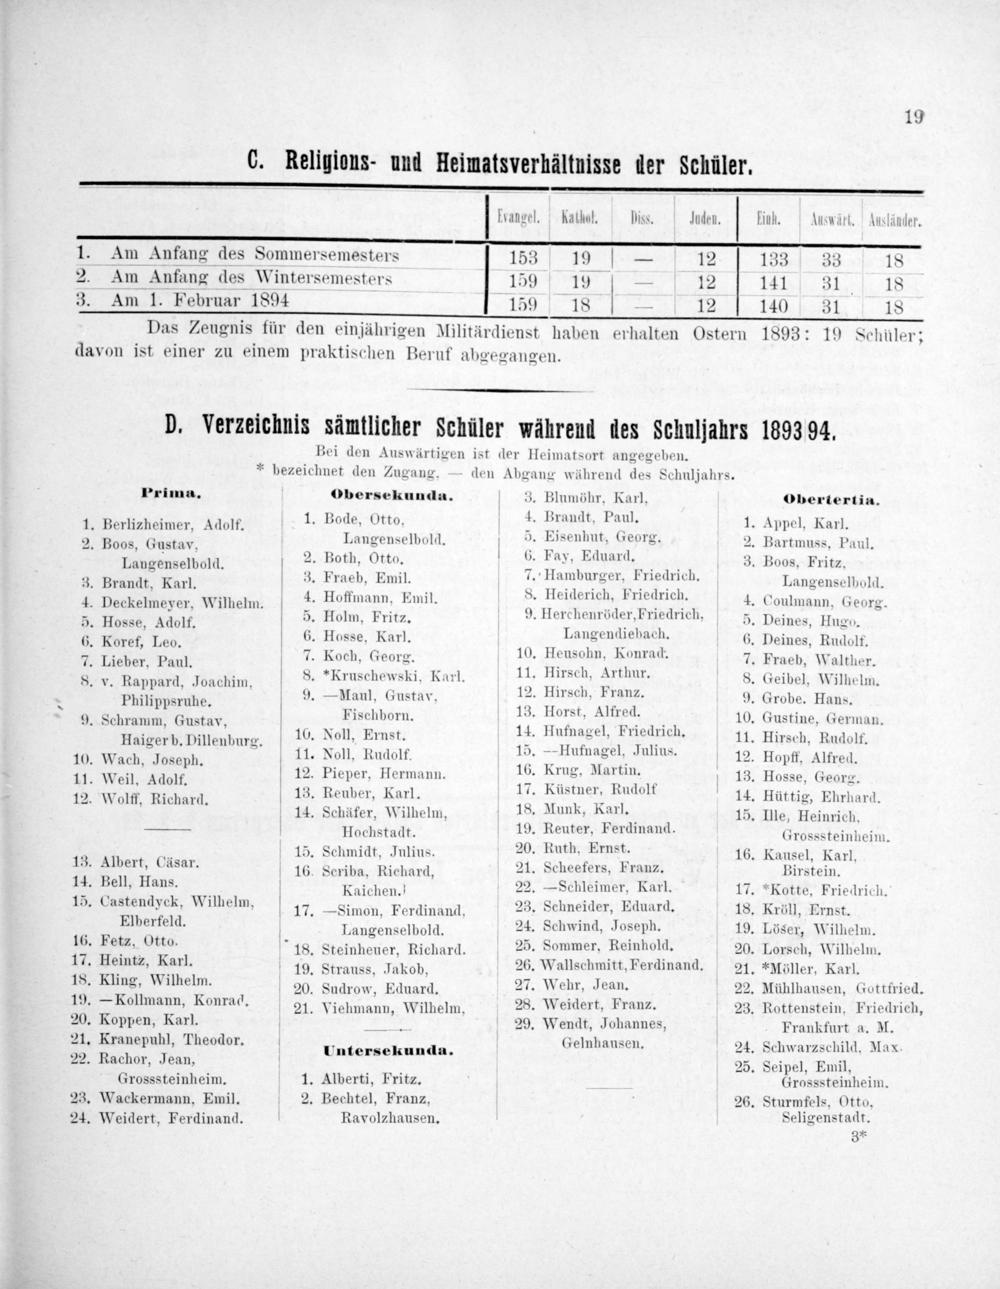 19
C. Religions- und Heimatsverhältnisse der Schüler.
Evangel. Kathol. Diss. Juden. Einh. Auswärt. Ausländer.
1. Am Anfang des Sommersemesters 153 19 — 12 133 33 18
2. Am Anfang des Wintersemesters 159 19 — 12 141 31 18
3. Am 1. Februar 1894 159 18 — 12 140 31 18
Das Zeugnis für den einjährigen Militärdienst haben erhalten Ostern 1893: 19 Schüler;
davon ist einer zu einem praktischen Beruf abgegangen.
D. Verzeichnis sämtlicher Schüler während des Schuljahrs 1893|94.
Bei den Auswärtigen ist der Heimatsort angegeben.
* bezeichnet den Zugang, — den Abgang während des Schuljahrs.
Prima.
1. Berlizheimer, Adolf.
2. Boos, Gustav,
Langenselbold.
3. Brandt, Karl.
4. Deckelmeyer, Wilhelm.
5. Hosse, Adolf.
6. Koref, Leo.
7. Lieber, Paul.
8. v. Rappard, Joachim,
Philippsruhe.
9. Schramm, Gustav,
Haiger b. Dillenburg.
10. Wach, Joseph.
11. Weil, Adolf.
12. Wolff, Richard.
13. Albert, Cäsar.
14. Bell, Hans.
15. Castendyck, Wilhelm,
Elberfeld.
16. Fetz, Otto.
17. Heintz, Karl.
18. Kling, Wilhelm.
19. —Kollmann, Konrad.
20. Koppen, Karl.
21. Kranepuhl, Theodor.
22. Rachor, Jean,
Grosssteinheim.
23. Wackermann, Emil.
24. Weidert, Ferdinand.
Obersekunda.
1. Bode, Otto,
Langenselbold.
2. Both, Otto.
3. Fraeb, Emil.
4. Hoffmann, Emil.
5. Holm, Fritz.
6. Hosse, Karl.
7. Koch, Georg.
8. *Kruschewski, Karl.
9. —Maul, Gustav,
Fischborn.
10. Noll, Ernst.
11. Noll, Rudolf.
12. Pieper, Hermann.
13. Reuber, Karl.
14. Schäfer, Wilhelm,
Hochstadt.
15. Schmidt, Julius.
16. Scriba, Richard,
Kaichen.
17. —Simon, Ferdinand,
Langenselbold.
18. Steinheuer, Richard.
19. Strauss, Jakob,
20. Sudrow, Eduard.
21. Viehmann, Wilhelm,
Untersekunda.
1. Alberti, Fritz.
2. Bechtel, Franz,
Ravolzhausen.
3. Blumöhr, Karl,
4. Brandt, Paul.
5. Eisenhut, Georg.
6. Fay, Eduard.
7. Hamburger, Friedrich.
8. Heiderich, Friedrich.
9. Herchenröder, Friedrich,
Langendiebach.
10. Heusohn, Konrad.
11. Hirsch, Arthur.
12. Hirsch, Franz.
13. Horst, Alfred.
14. Hufnagel, Friedrich.
15. —Hufnagel, Julius.
16. Krug, Martin.
17. Küstner, Rudolf
18. Munk, Karl.
19. Reuter, Ferdinand.
20. Ruth, Ernst.
21. Scheefers, Franz.
22. —Schleimer, Karl.
23. Schneider, Eduard.
24. Schwind, Joseph.
25. Sommer, Reinhold.
26. Wallschmitt, Ferdinand.
27. Wehr, Jean.
28. Weidert, Franz.
29. Wendt, Johannes,
Gelnhausen.
Obertertia.
1. Appel, Karl.
2. Bartmuss, Paul.
3. Boos, Fritz,
Langenselbold.
4. Coulmann, Georg.
5. Deines, Hugo.
6. Deines, Rudolf.
7. Fraeb, Walther.
8. Geibel, Wilhelm.
9. Grobe, Hans.
10. Gustine, German.
11. Hirsch, Rudolf.
12. Hopff, Alfred.
13. Hosse, Georg.
14. Hüttig, Ehrhard.
15. Ille, Heinrich,
Grosssteinheim.
16. Kausel, Karl,
Birstein.
17. *Kotte, Friedrich.
18. Kröll, Ernst.
19. Löser, Wilhelm.
20. Lorsch, Wilhelm.
21. *Möller, Karl.
22. Mühlhausen, Gottfried.
23. Rottenstein, Friedrich,
Frankfurt a. M.
24. Schwarzschild, Max.
25. Seipel, Emil,
Grosssteinheim.
26. Sturmfels, Otto,
Seligenstadt.
3*